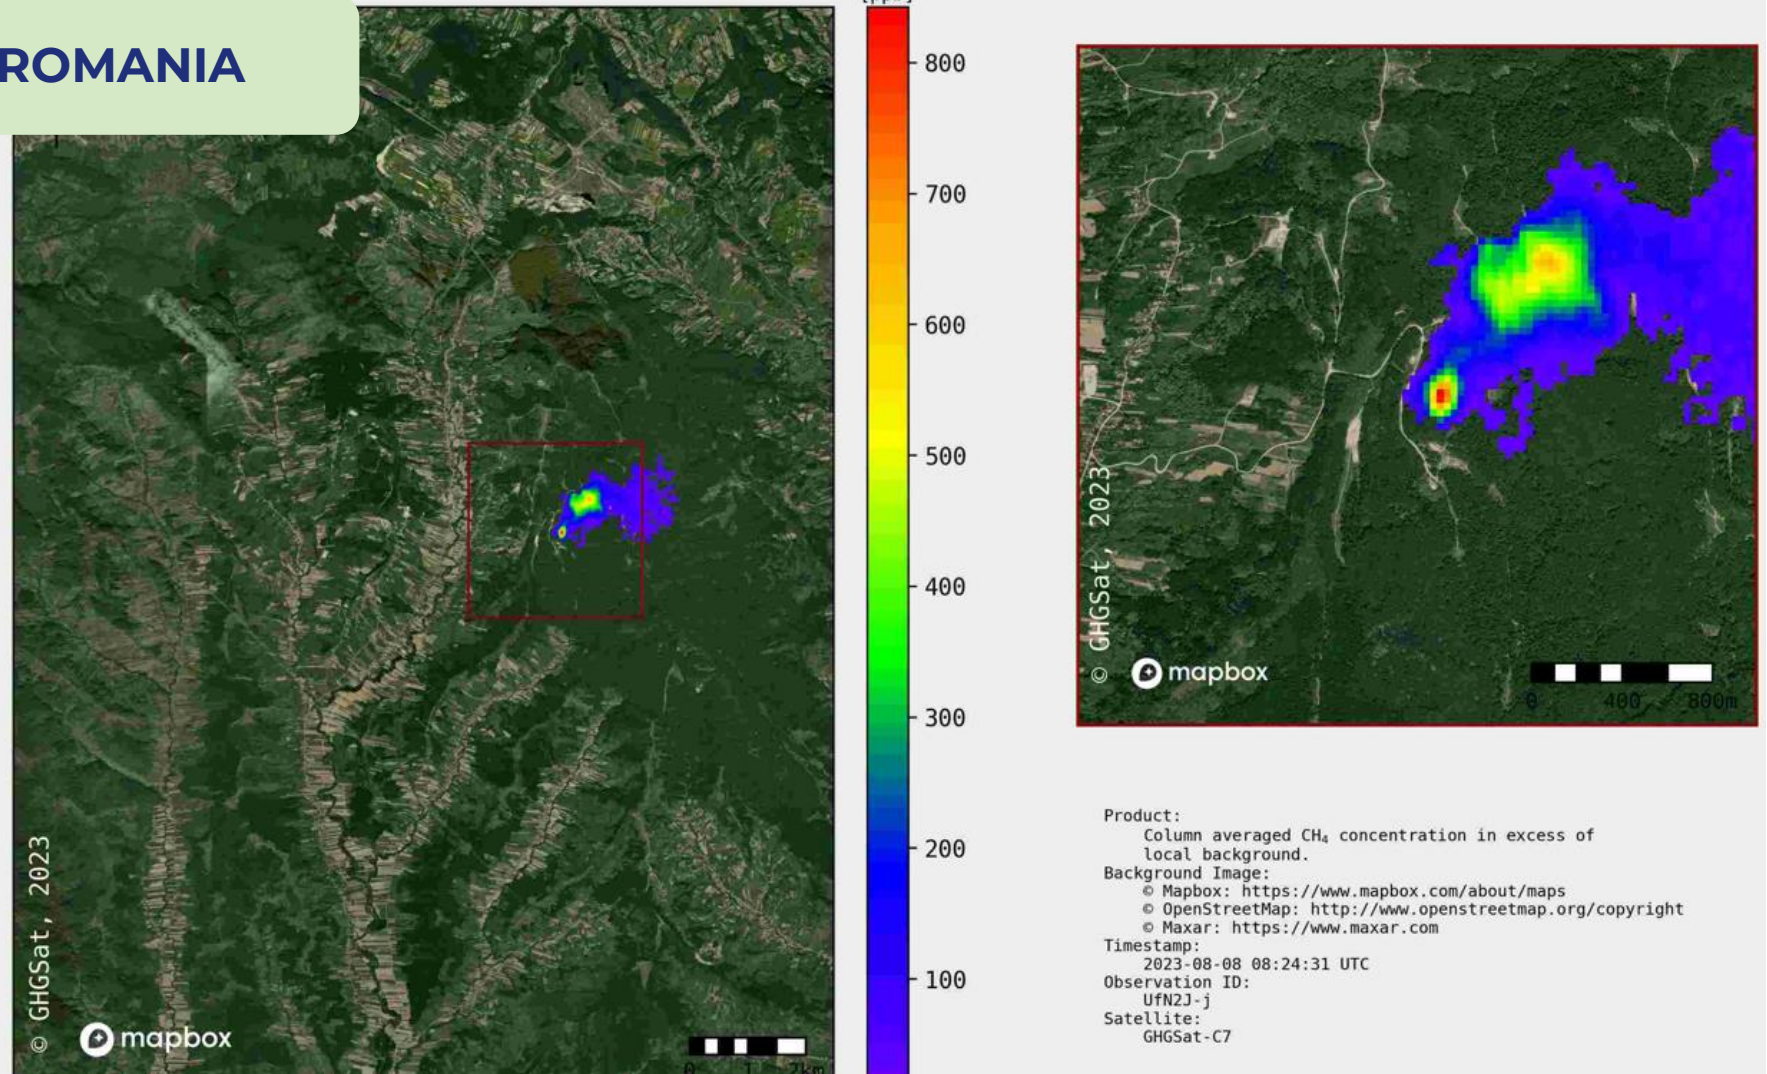 ROMANIA
800
700
600
500
400
300
200
100
© GHGSat, 2023
mapbox
0 1 2km
© GHGSat, 2023
mapbox
0 400 800m
Product:
Column averaged CH₄ concentration in excess of
local background.
Background Image:
© Mapbox: https://www.mapbox.com/about/maps
© OpenStreetMap: http://www.openstreetmap.org/copyright
© Maxar: https://www.maxar.com
Timestamp:
2023-08-08 08:24:31 UTC
Observation ID:
UfN2J-j
Satellite:
GHGSat-C7